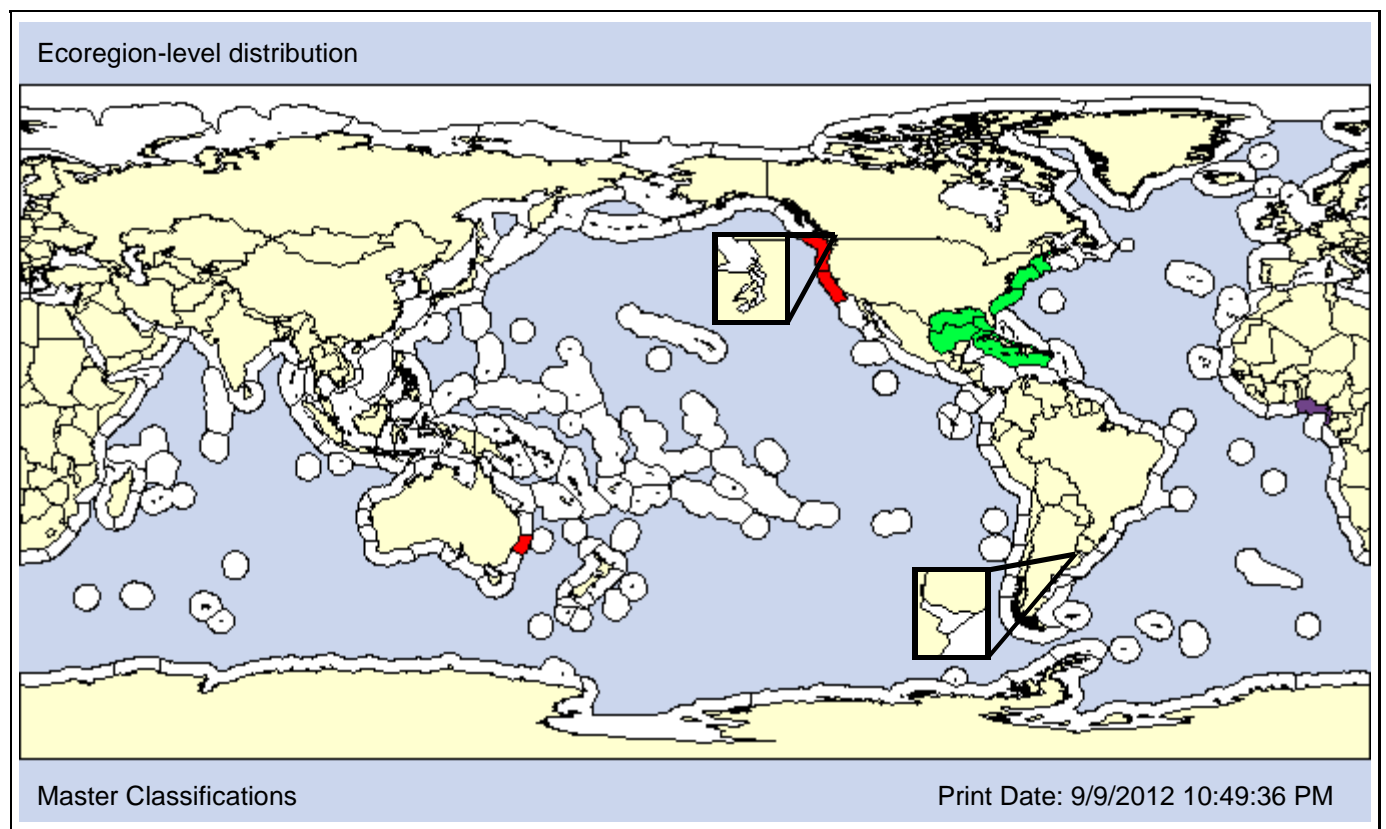 Ecoregion-level distribution
Master Classifications
Print Date: 9/9/2012 10:49:36 PM